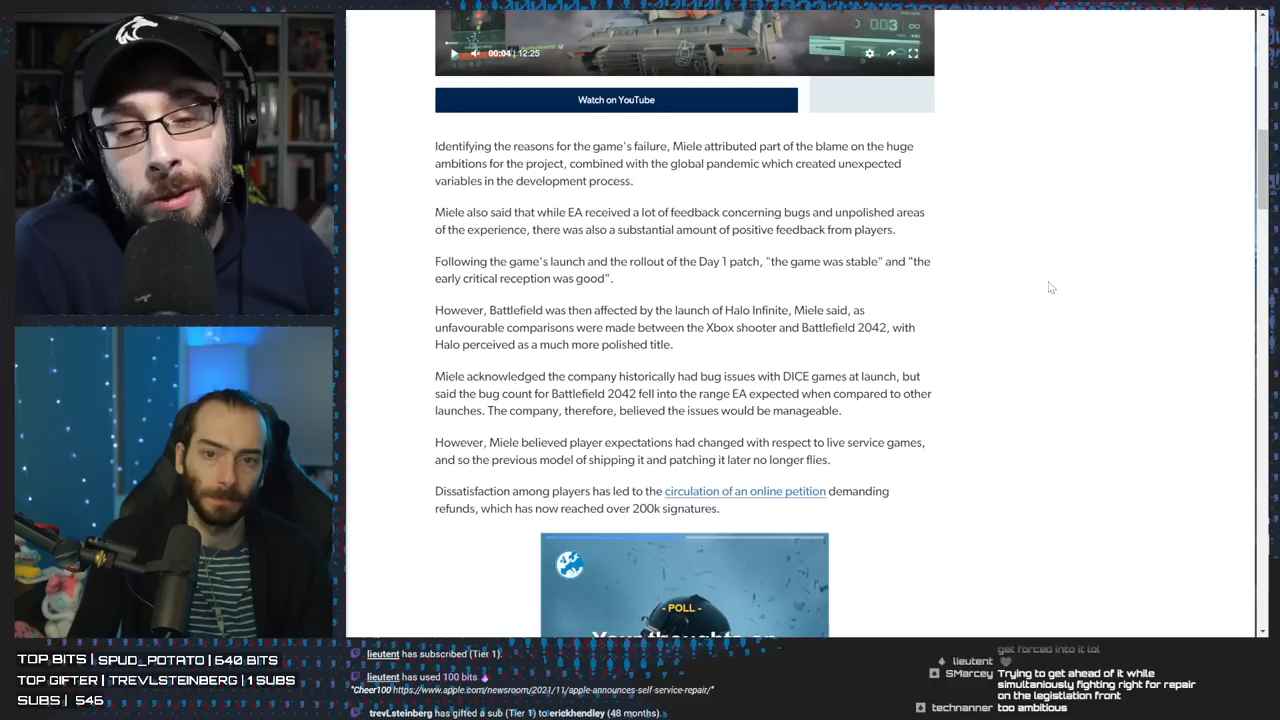 003
00:04 | 12:25
Watch on YouTube
Identifying the reasons for the game's failure, Miele attributed part of the blame on the huge
ambitions for the project, combined with the global pandemic which created unexpected
variables in the development process.
Miele also said that while EA received a lot of feedback concerning bugs and unpolished areas
of the experience, there was also a substantial amount of positive feedback from players.
Following the game's launch and the rollout of the Day 1 patch, "the game was stable" and "the
early critical reception was good".
However, Battlefield was then affected by the launch of Halo Infinite, Miele said, as
unfavourable comparisons were made between the Xbox shooter and Battlefield 2042, with
Halo perceived as a much more polished title.
Miele acknowledged the company historically had bug issues with DICE games at launch, but
said the bug count for Battlefield 2042 fell into the range EA expected when compared to other
launches. The company, therefore, believed the issues would be manageable.
However, Miele believed player expectations had changed with respect to live service games,
and so the previous model of shipping it and patching it later no longer flies.
Dissatisfaction among players has led to the circulation of an online petition demanding
refunds, which has now reached over 200k signatures.
- POLL -
Your thoughts on
TOP BITS | SPUD_POTATO | 640 BITS
TOP GIFTER | TREVLSTEINBERG | 1 SUBS
SUBS | 546
lieutent has subscribed (Tier 1).
lieutent has used 100 bits
"Cheer100 https://www.apple.com/newsroom/2021/11/apple-announces-self-service-repair/"
trevLsteinberg has gifted a sub (Tier 1) to erickhendley (48 months).
get forced into it lol
lieutent
SMarcey Trying to get ahead of it while
simultaniously fighting right for repair
on the legistiation front
technanner too ambitious